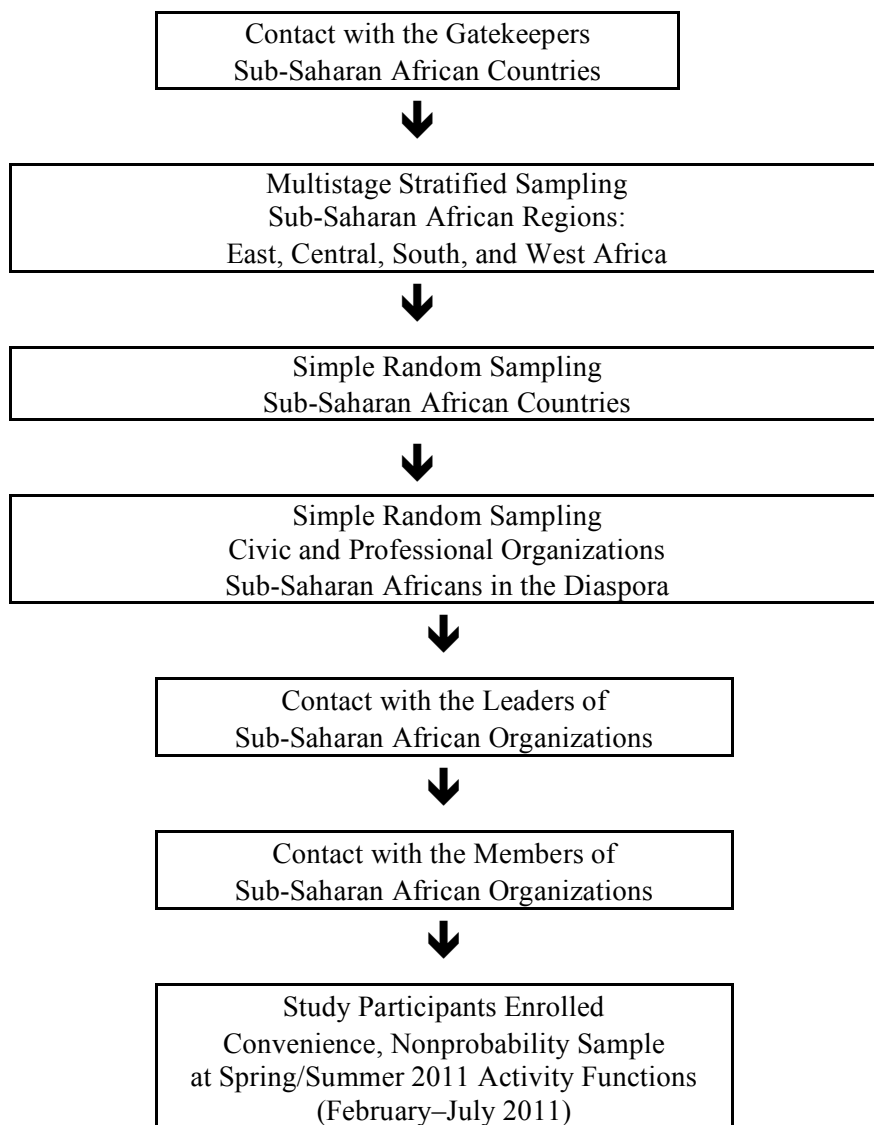 Contact with the Gatekeepers
Sub-Saharan African Countries
Multistage Stratified Sampling
Sub-Saharan African Regions:
East, Central, South, and West Africa
Simple Random Sampling
Sub-Saharan African Countries
Simple Random Sampling
Civic and Professional Organizations
Sub-Saharan Africans in the Diaspora
Contact with the Leaders of
Sub-Saharan African Organizations
Contact with the Members of
Sub-Saharan African Organizations
Study Participants Enrolled
Convenience, Nonprobability Sample
at Spring/Summer 2011 Activity Functions
(February–July 2011)